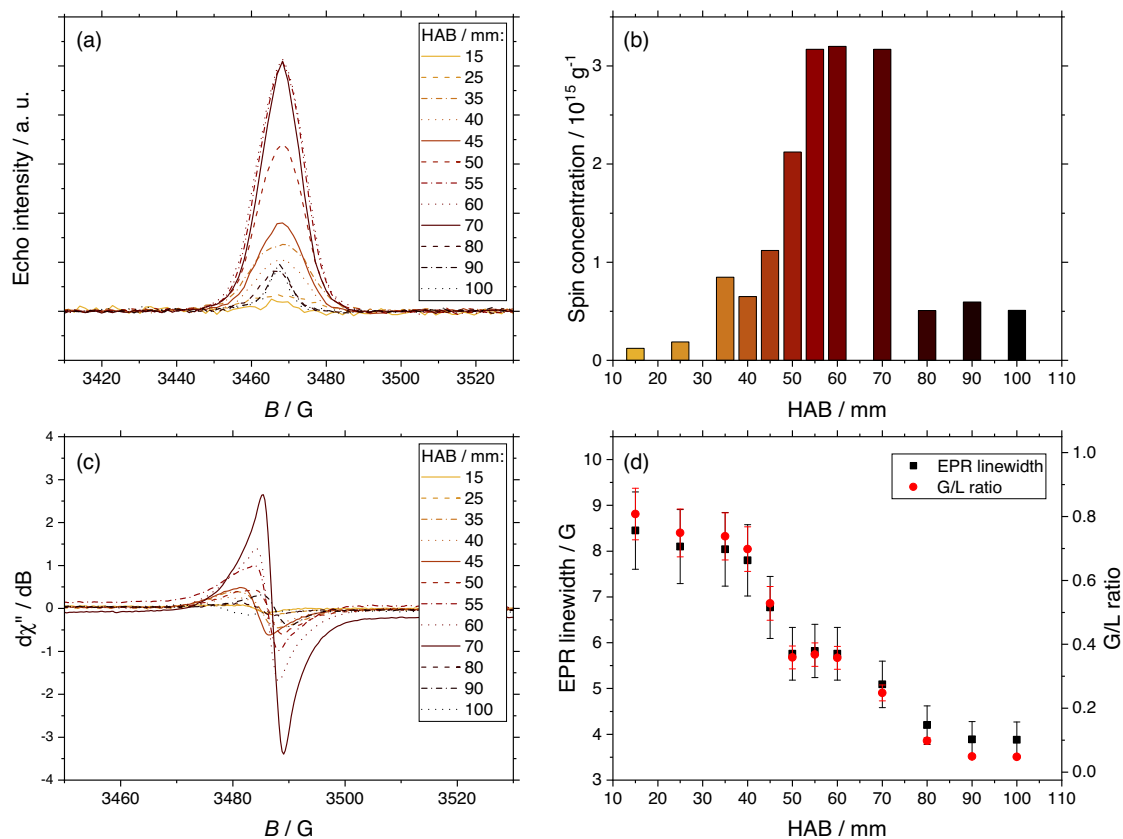 (a)
HAB / mm:
15
25
35
40
45
50
55
60
70
80
90
100
Echo intensity / a. u.
3420 3440 3460 3480 3500 3520
B / G
(b)
Spin concentration / 10^15 g^-1
3
2
1
0
10 20 30 40 50 60 70 80 90 100 110
HAB / mm
(c)
HAB / mm:
15
25
35
40
45
50
55
60
70
80
90
100
dχ'' / dB
4
3
2
1
0
-1
-2
-3
-4
3460 3480 3500 3520
B / G
(d)
EPR linewidth
G/L ratio
EPR linewidth / G
10
9
8
7
6
5
4
3
G/L ratio
1.0
0.8
0.6
0.4
0.2
0.0
10 20 30 40 50 60 70 80 90 100 110
HAB / mm